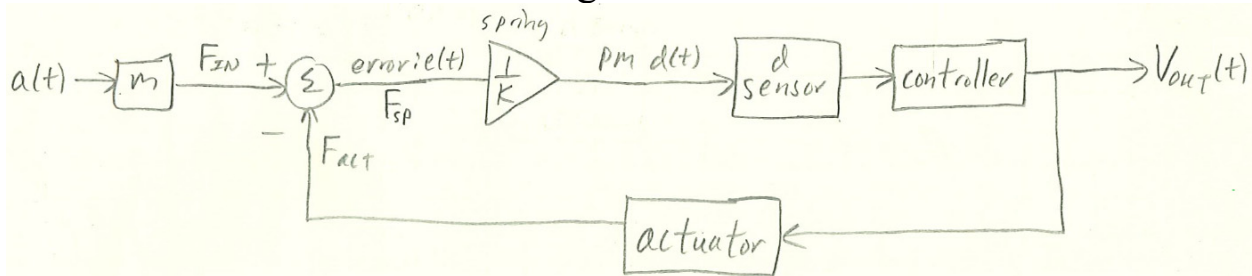 spring
a(t)
m
F_IN
+
Σ
error: e(t)
F_sp
1/K
pm d(t)
d
sensor
controller
V_OUT(t)
−
F_act
actuator